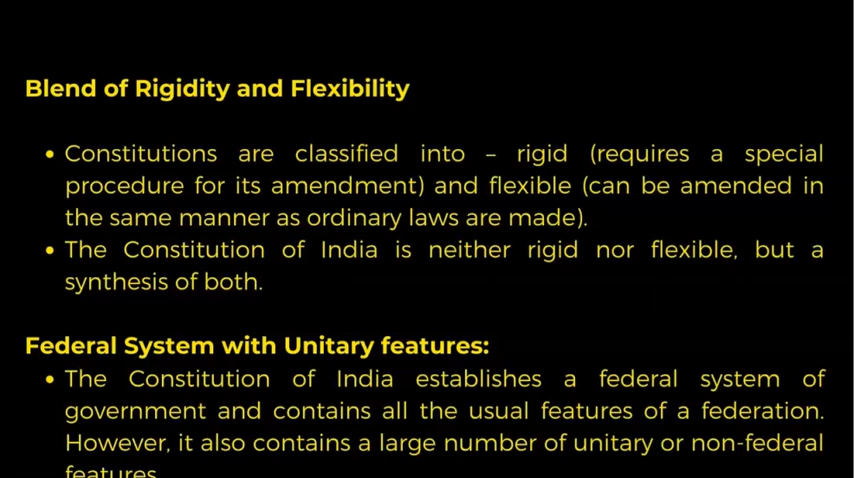 Blend of Rigidity and Flexibility
• Constitutions are classified into – rigid (requires a special
procedure for its amendment) and flexible (can be amended in
the same manner as ordinary laws are made).
• The Constitution of India is neither rigid nor flexible, but a
synthesis of both.
Federal System with Unitary features:
• The Constitution of India establishes a federal system of
government and contains all the usual features of a federation.
However, it also contains a large number of unitary or non-federal
features.